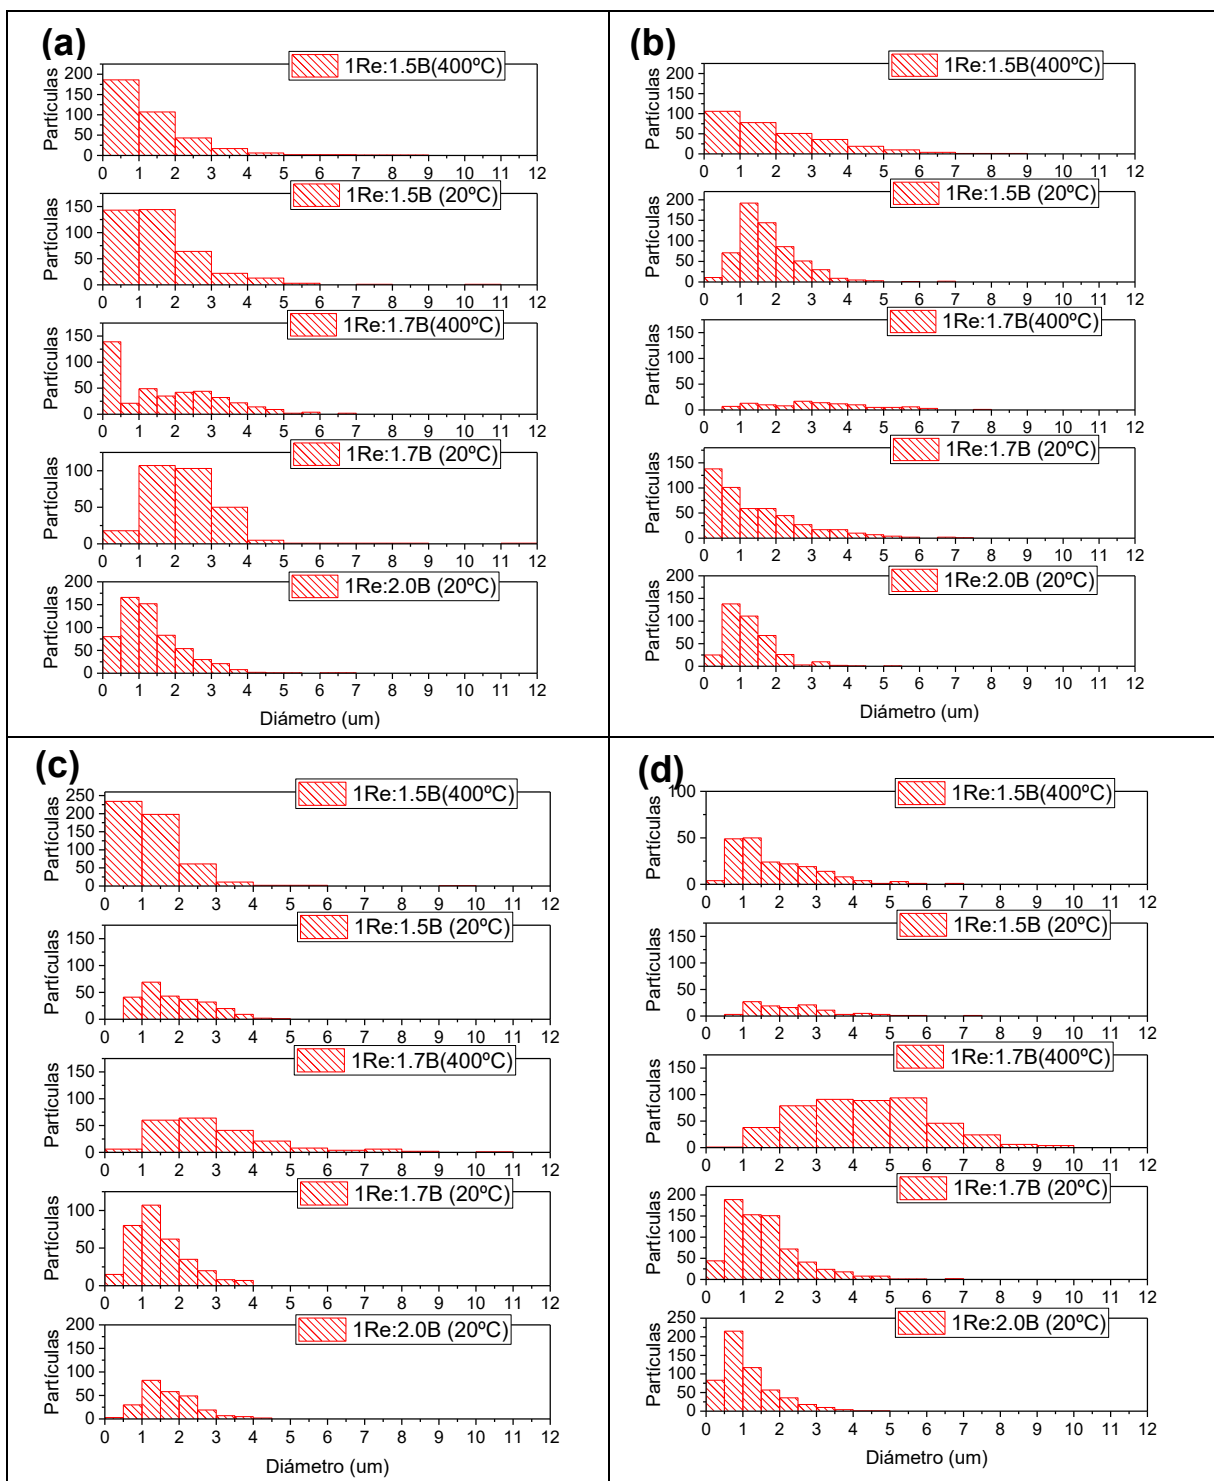 (a)
1Re:1.5B(400ºC)
Partículas
200
150
100
50
0
0 1 2 3 4 5 6 7 8 9 10 11 12
1Re:1.5B (20ºC)
Partículas
150
100
50
0
0 1 2 3 4 5 6 7 8 9 10 11 12
1Re:1.7B(400ºC)
Partículas
150
100
50
0
0 1 2 3 4 5 6 7 8 9 10 11 12
1Re:1.7B (20ºC)
Partículas
100
50
0
0 1 2 3 4 5 6 7 8 9 10 11 12
1Re:2.0B (20ºC)
Partículas
200
150
100
50
0
0 1 2 3 4 5 6 7 8 9 10 11 12
Diámetro (um)
(b)
1Re:1.5B(400ºC)
Partículas
200
150
100
50
0
0 1 2 3 4 5 6 7 8 9 10 11 12
1Re:1.5B (20ºC)
Partículas
200
150
100
50
0
0 1 2 3 4 5 6 7 8 9 10 11 12
1Re:1.7B(400ºC)
Partículas
150
100
50
0
0 1 2 3 4 5 6 7 8 9 10 11 12
1Re:1.7B (20ºC)
Partículas
150
100
50
0
0 1 2 3 4 5 6 7 8 9 10 11 12
1Re:2.0B (20ºC)
Partículas
200
150
100
50
0
0 1 2 3 4 5 6 7 8 9 10 11 12
Diámetro (um)
(c)
1Re:1.5B(400ºC)
Partículas
250
200
150
100
50
0
0 1 2 3 4 5 6 7 8 9 10 11 12
1Re:1.5B (20ºC)
Partículas
150
100
50
0
0 1 2 3 4 5 6 7 8 9 10 11 12
1Re:1.7B(400ºC)
Partículas
150
100
50
0
0 1 2 3 4 5 6 7 8 9 10 11 12
1Re:1.7B (20ºC)
Partículas
100
50
0
0 1 2 3 4 5 6 7 8 9 10 11 12
1Re:2.0B (20ºC)
Partículas
200
150
100
50
0
0 1 2 3 4 5 6 7 8 9 10 11 12
Diámetro (um)
(d)
1Re:1.5B(400ºC)
Partículas
100
50
0
0 1 2 3 4 5 6 7 8 9 10 11 12
1Re:1.5B (20ºC)
Partículas
150
100
50
0
0 1 2 3 4 5 6 7 8 9 10 11 12
1Re:1.7B(400ºC)
Partículas
150
100
50
0
0 1 2 3 4 5 6 7 8 9 10 11 12
1Re:1.7B (20ºC)
Partículas
200
150
100
50
0
0 1 2 3 4 5 6 7 8 9 10 11 12
1Re:2.0B (20ºC)
Partículas
250
200
150
100
50
0
0 1 2 3 4 5 6 7 8 9 10 11 12
Diámetro (um)